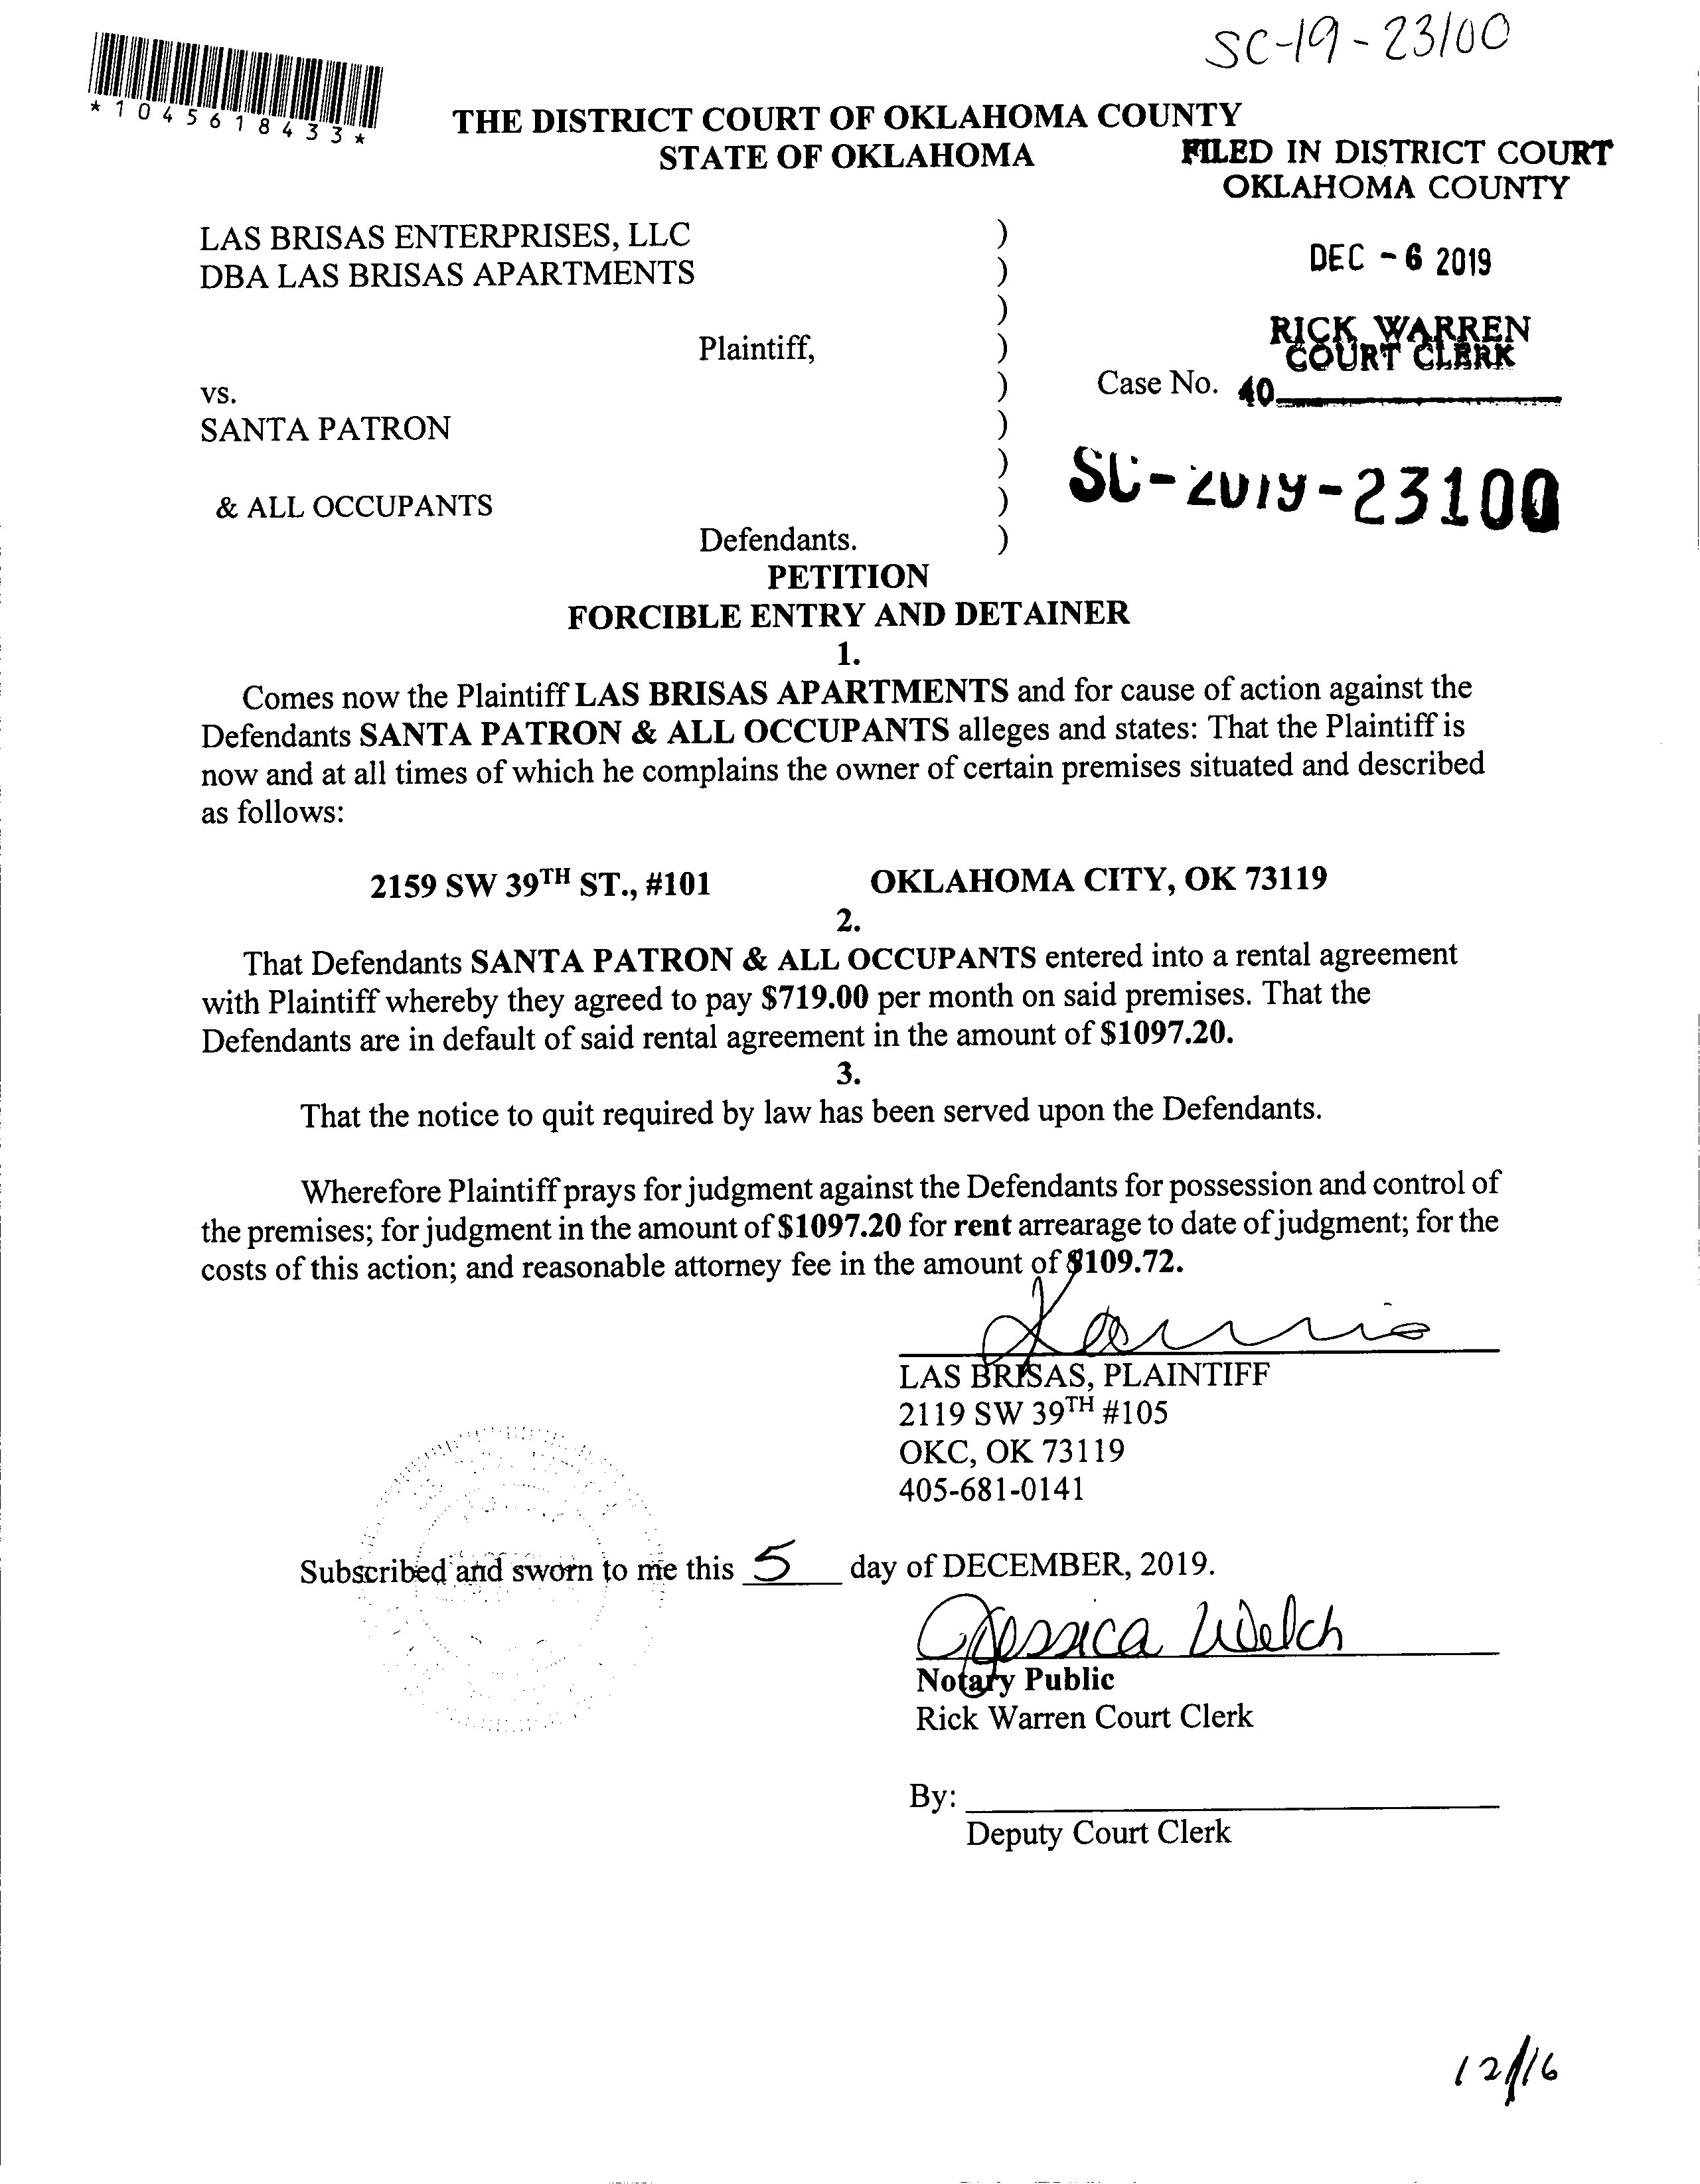 SC-19-23100
*1045618433*
THE DISTRICT COURT OF OKLAHOMA COUNTY
STATE OF OKLAHOMA
FILED IN DISTRICT COURT
OKLAHOMA COUNTY
LAS BRISAS ENTERPRISES, LLC )
DBA LAS BRISAS APARTMENTS )
DEC - 6 2019
)
Plaintiff, )
RICK WARREN
COURT CLERK
vs. )
Case No. 40
SANTA PATRON )
)
SC-2019-23100
& ALL OCCUPANTS )
Defendants. )
PETITION
FORCIBLE ENTRY AND DETAINER
1.
Comes now the Plaintiff LAS BRISAS APARTMENTS and for cause of action against the
Defendants SANTA PATRON & ALL OCCUPANTS alleges and states: That the Plaintiff is
now and at all times of which he complains the owner of certain premises situated and described
as follows:
2159 SW 39TH ST., #101 OKLAHOMA CITY, OK 73119
2.
That Defendants SANTA PATRON & ALL OCCUPANTS entered into a rental agreement
with Plaintiff whereby they agreed to pay $719.00 per month on said premises. That the
Defendants are in default of said rental agreement in the amount of $1097.20.
3.
That the notice to quit required by law has been served upon the Defendants.
Wherefore Plaintiff prays for judgment against the Defendants for possession and control of
the premises; for judgment in the amount of $1097.20 for rent arrearage to date of judgment; for the
costs of this action; and reasonable attorney fee in the amount of $109.72.
LAS BRISAS, PLAINTIFF
2119 SW 39TH #105
OKC, OK 73119
405-681-0141
Subscribed and sworn to me this 5 day of DECEMBER, 2019.
Jessica Welch
Notary Public
Rick Warren Court Clerk
By:
Deputy Court Clerk
12/16